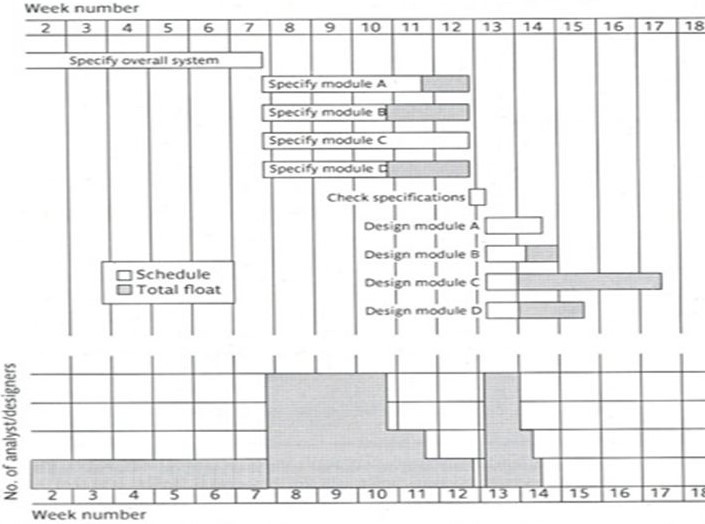 Week number
2 3 4 5 6 7 8 9 10 11 12 13 14 15 16 17 18
Specify overall system
Specify module A
Specify module B
Specify module C
Specify module D
Check specifications
Design module A
Design module B
Design module C
Design module D
Schedule
Total float
No. of analyst/designers
2 3 4 5 6 7 8 9 10 11 12 13 14 15 16 17 18
Week number